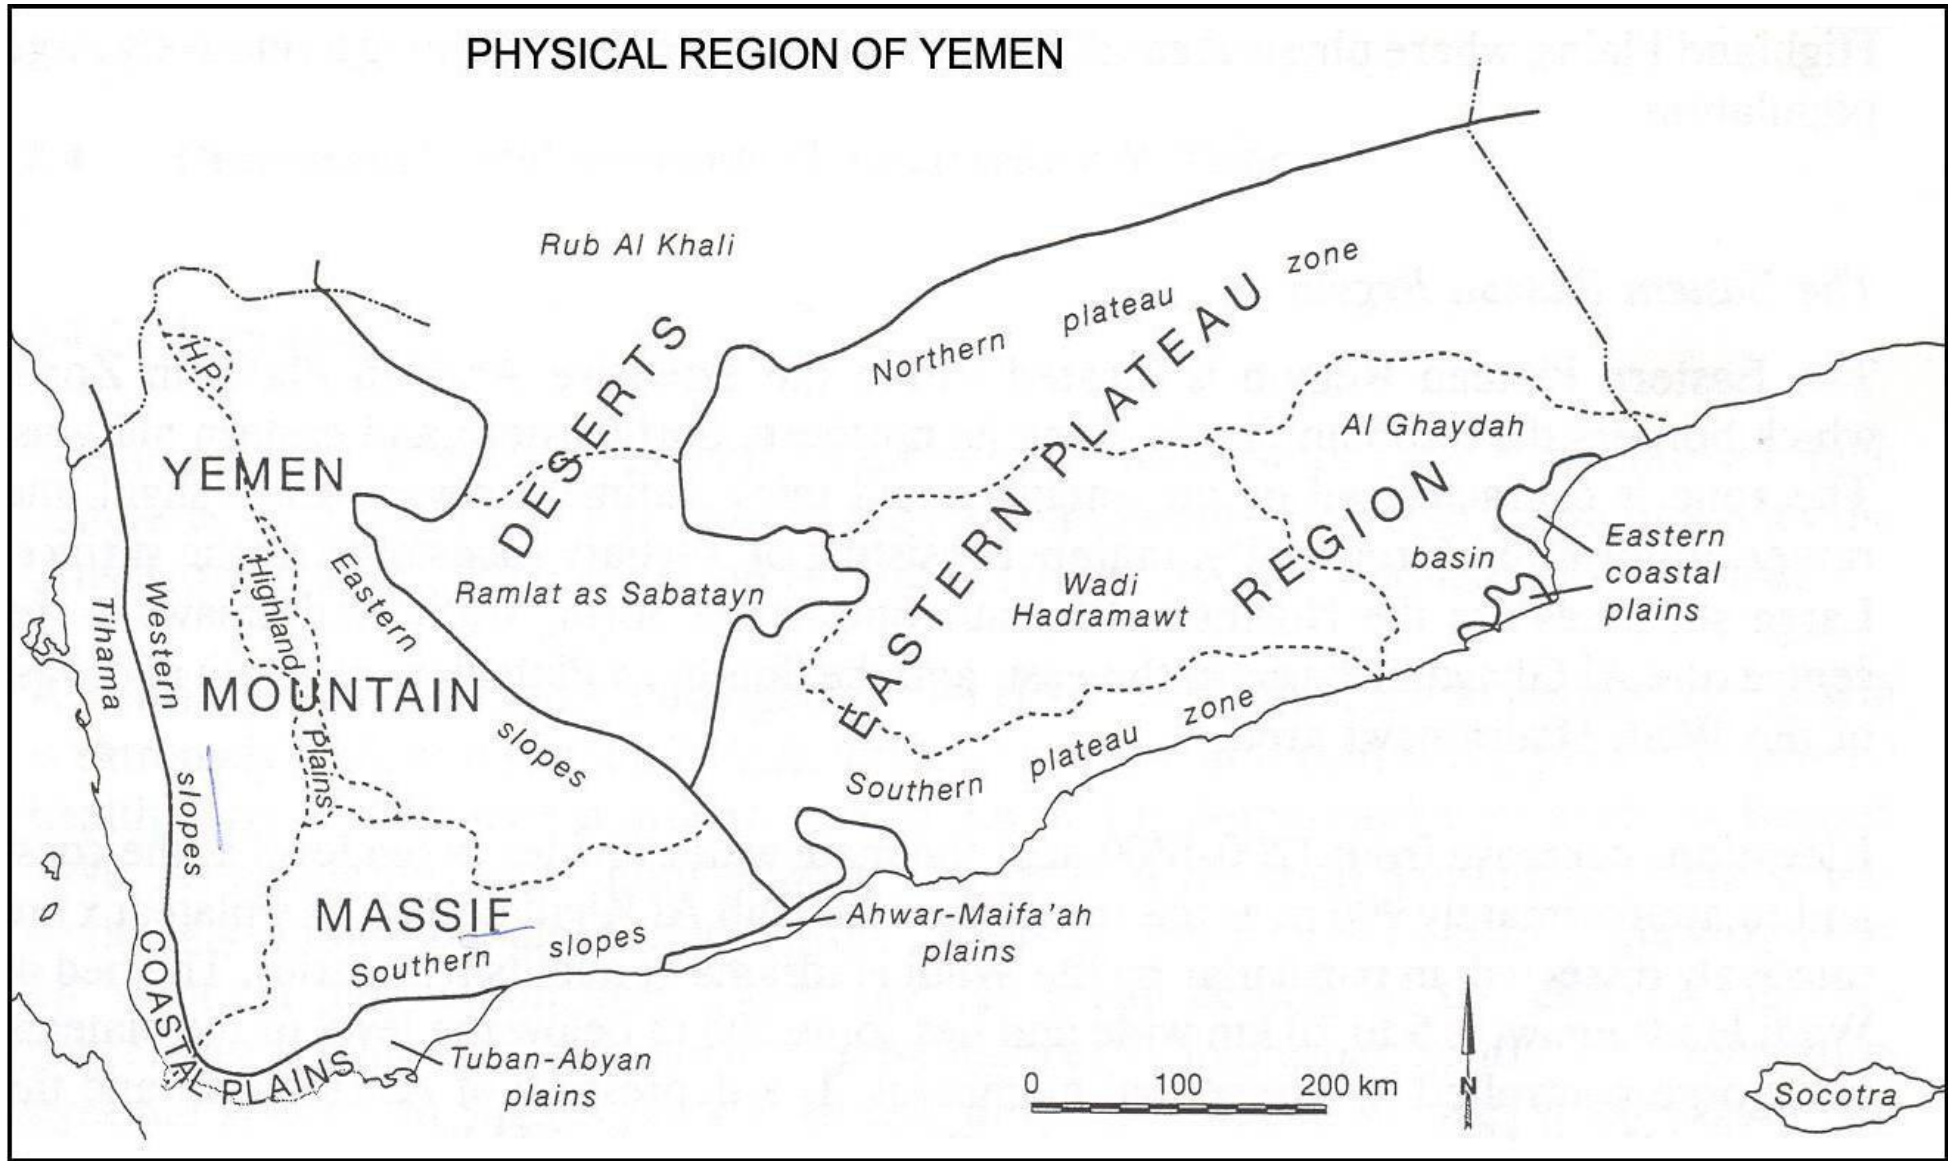 PHYSICAL REGION OF YEMEN
Rub Al Khali
DESERTS
Ramlat as Sabatayn
Northern plateau zone
EASTERN PLATEAU REGION
Al Ghaydah
basin
Wadi
Hadramawt
Eastern
coastal
plains
Southern plateau zone
H.P.
YEMEN
MOUNTAIN
MASSIF
Highland Plains
Eastern slopes
Western slopes
Tihama
Southern slopes
COASTAL PLAINS
Ahwar-Maifa'ah
plains
Tuban-Abyan
plains
0 100 200 km
N
Socotra